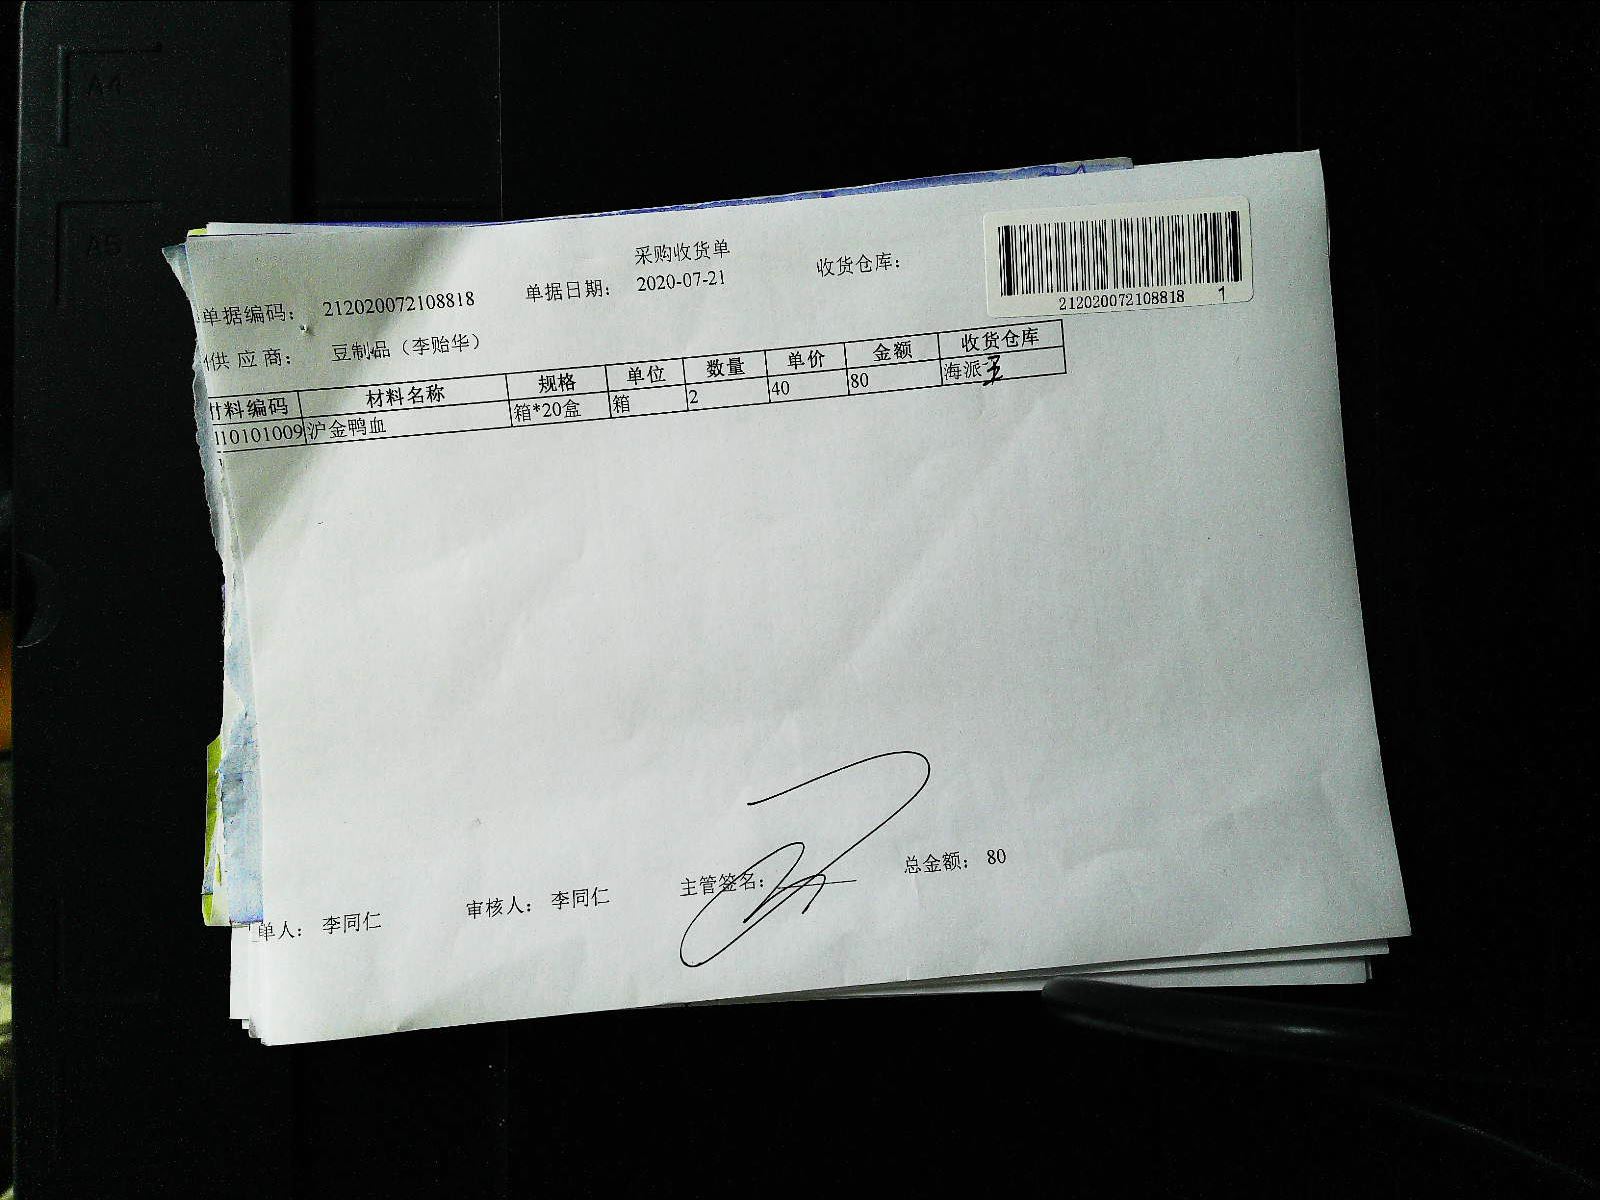 采购收货单
单据编码： 212020072108818 单据日期： 2020-07-21 收货仓库：
212020072108818 1
供 应 商： 豆制品（李贻华）
材料编码 材料名称 规格 单位 数量 单价 金额 收货仓库
10101009 沪金鸭血 箱*20盒 箱 2 40 80 海派
单人： 李同仁 审核人： 李同仁 主管签名： 总金额： 80
A4
A5